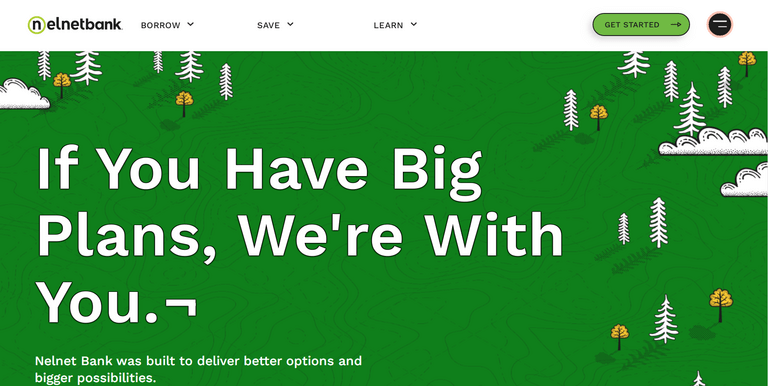 nelnetbank BORROW SAVE LEARN GET STARTED
If You Have Big
Plans, We're With
You.¬
Nelnet Bank was built to deliver better options and
bigger possibilities.